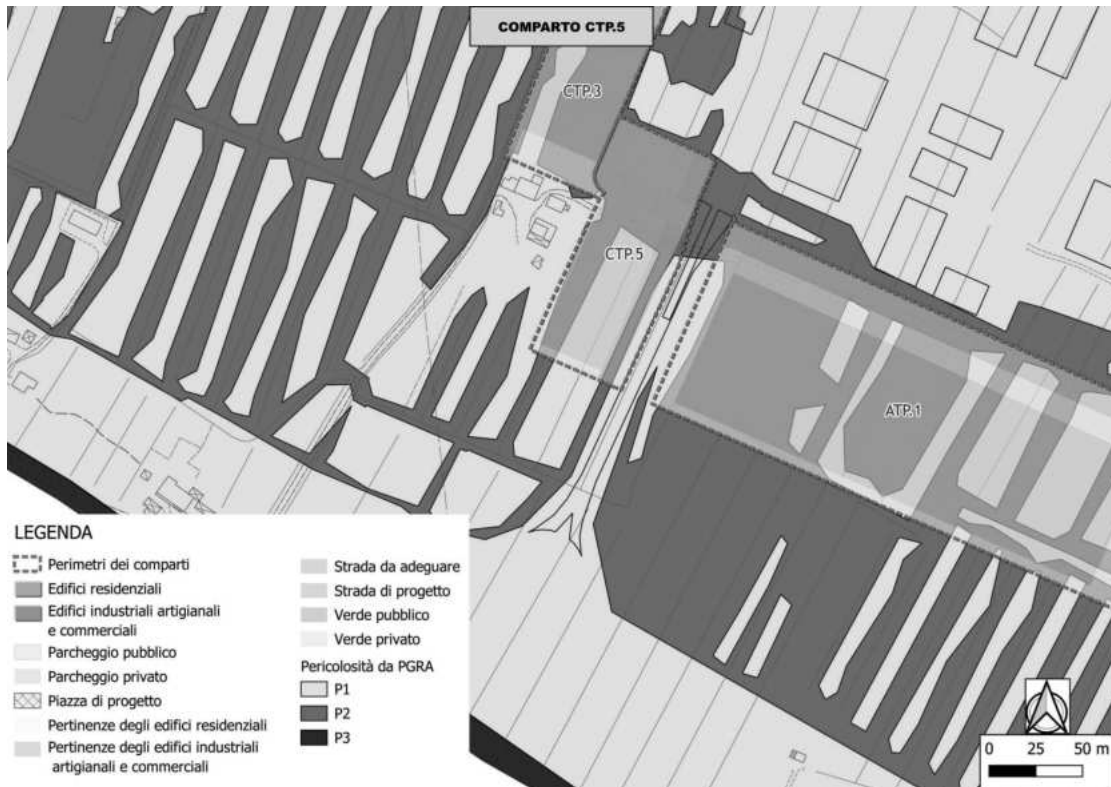 COMPARTO CTP.5
CTP.3
CTP.5
ATP.1
LEGENDA
Perimetri dei comparti
Edifici residenziali
Edifici industriali artigianali
e commerciali
Parcheggio pubblico
Parcheggio privato
Piazza di progetto
Pertinenze degli edifici residenziali
Pertinenze degli edifici industriali
artigianali e commerciali
Strada da adeguare
Strada di progetto
Verde pubblico
Verde privato
Pericolosità da PGRA
P1
P2
P3
0 25 50 m